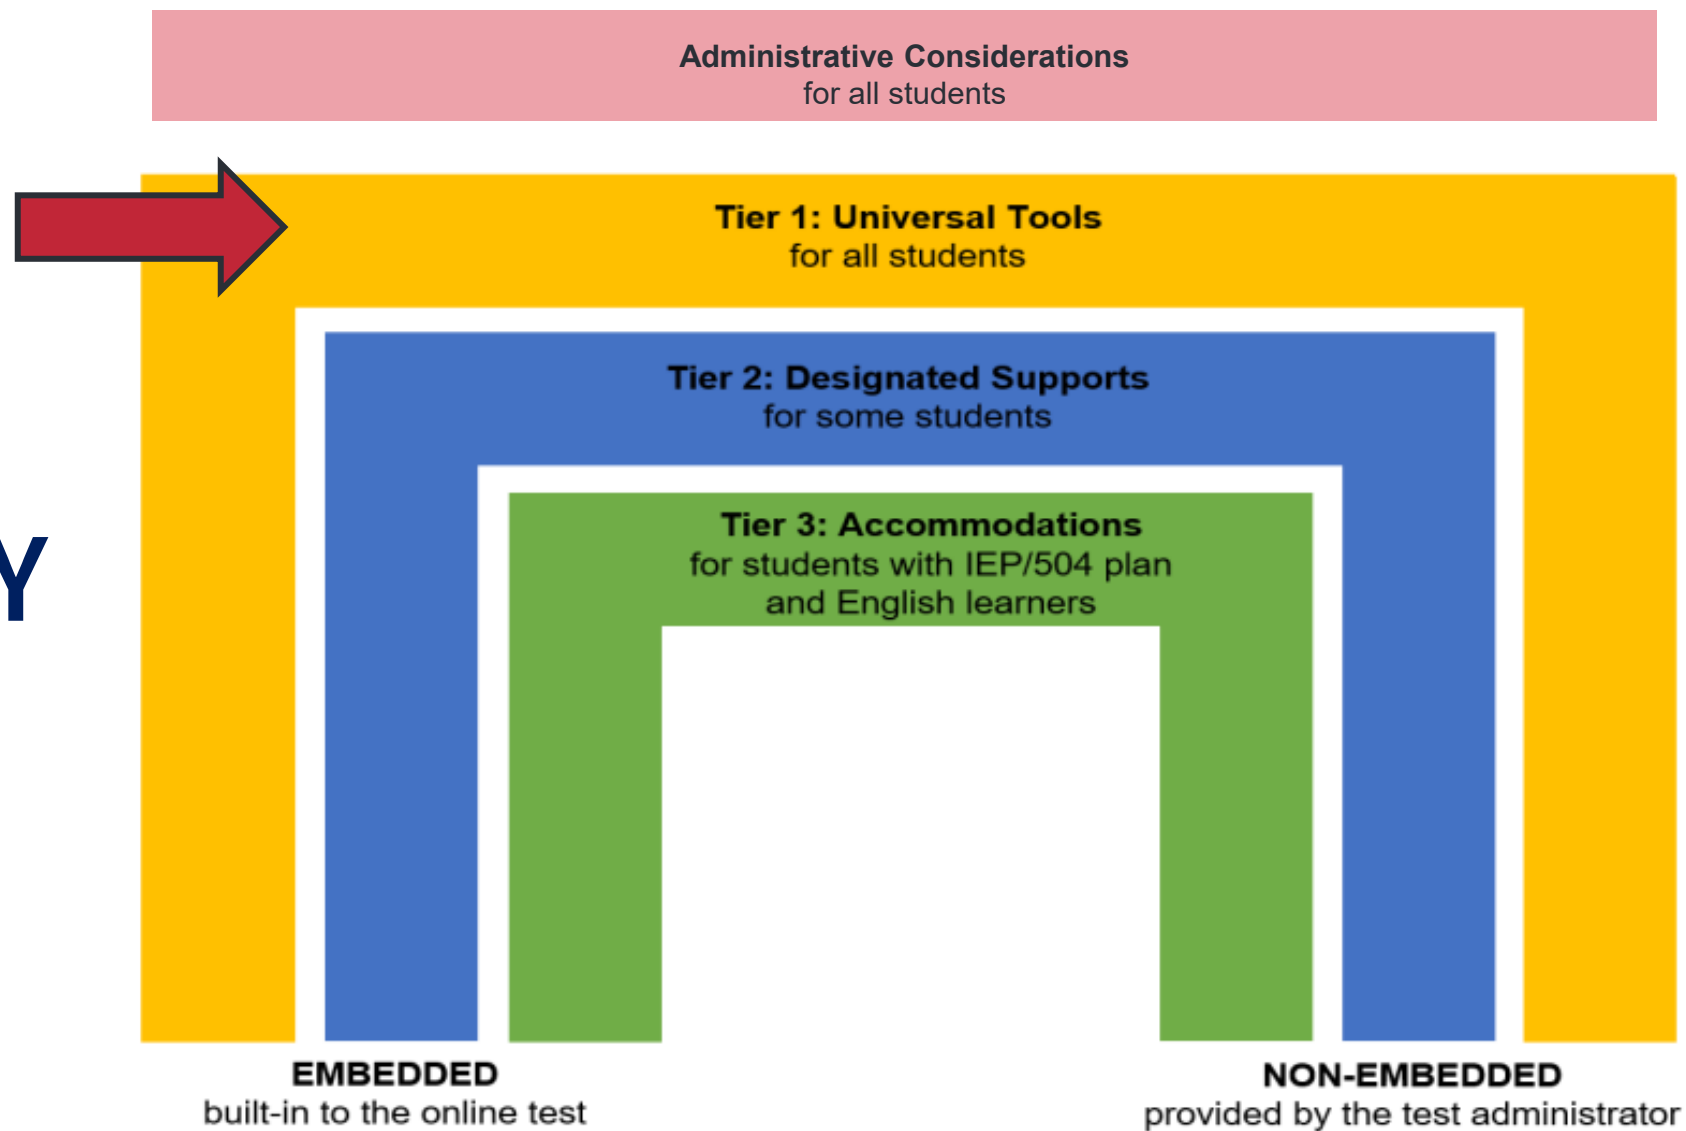 Administrative Considerations
for all students
Tier 1: Universal Tools
for all students
Tier 2: Designated Supports
for some students
Tier 3: Accommodations
for students with IEP/504 plan
and English learners
Y
EMBEDDED
built-in to the online test
NON-EMBEDDED
provided by the test administrator